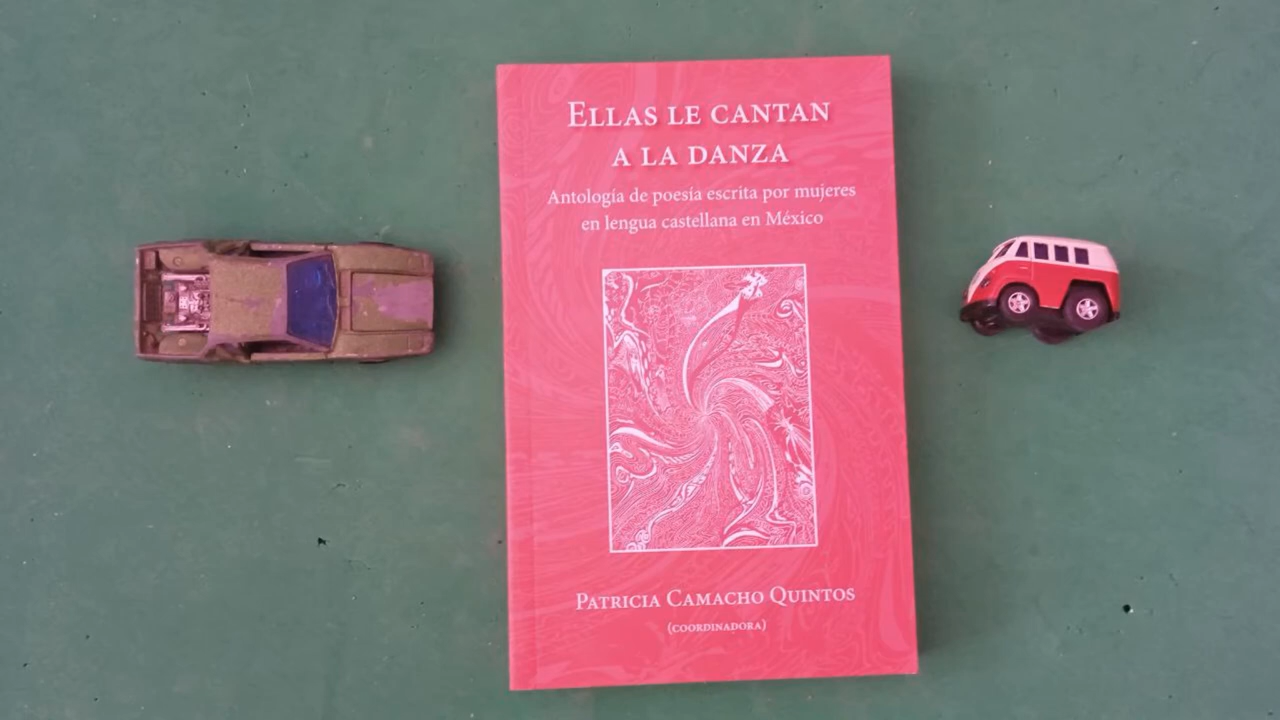 ELLAS LE CANTAN
A LA DANZA
Antología de poesía escrita por mujeres
en lengua castellana en México
PATRICIA CAMACHO QUINTOS
(COORDINADORA)